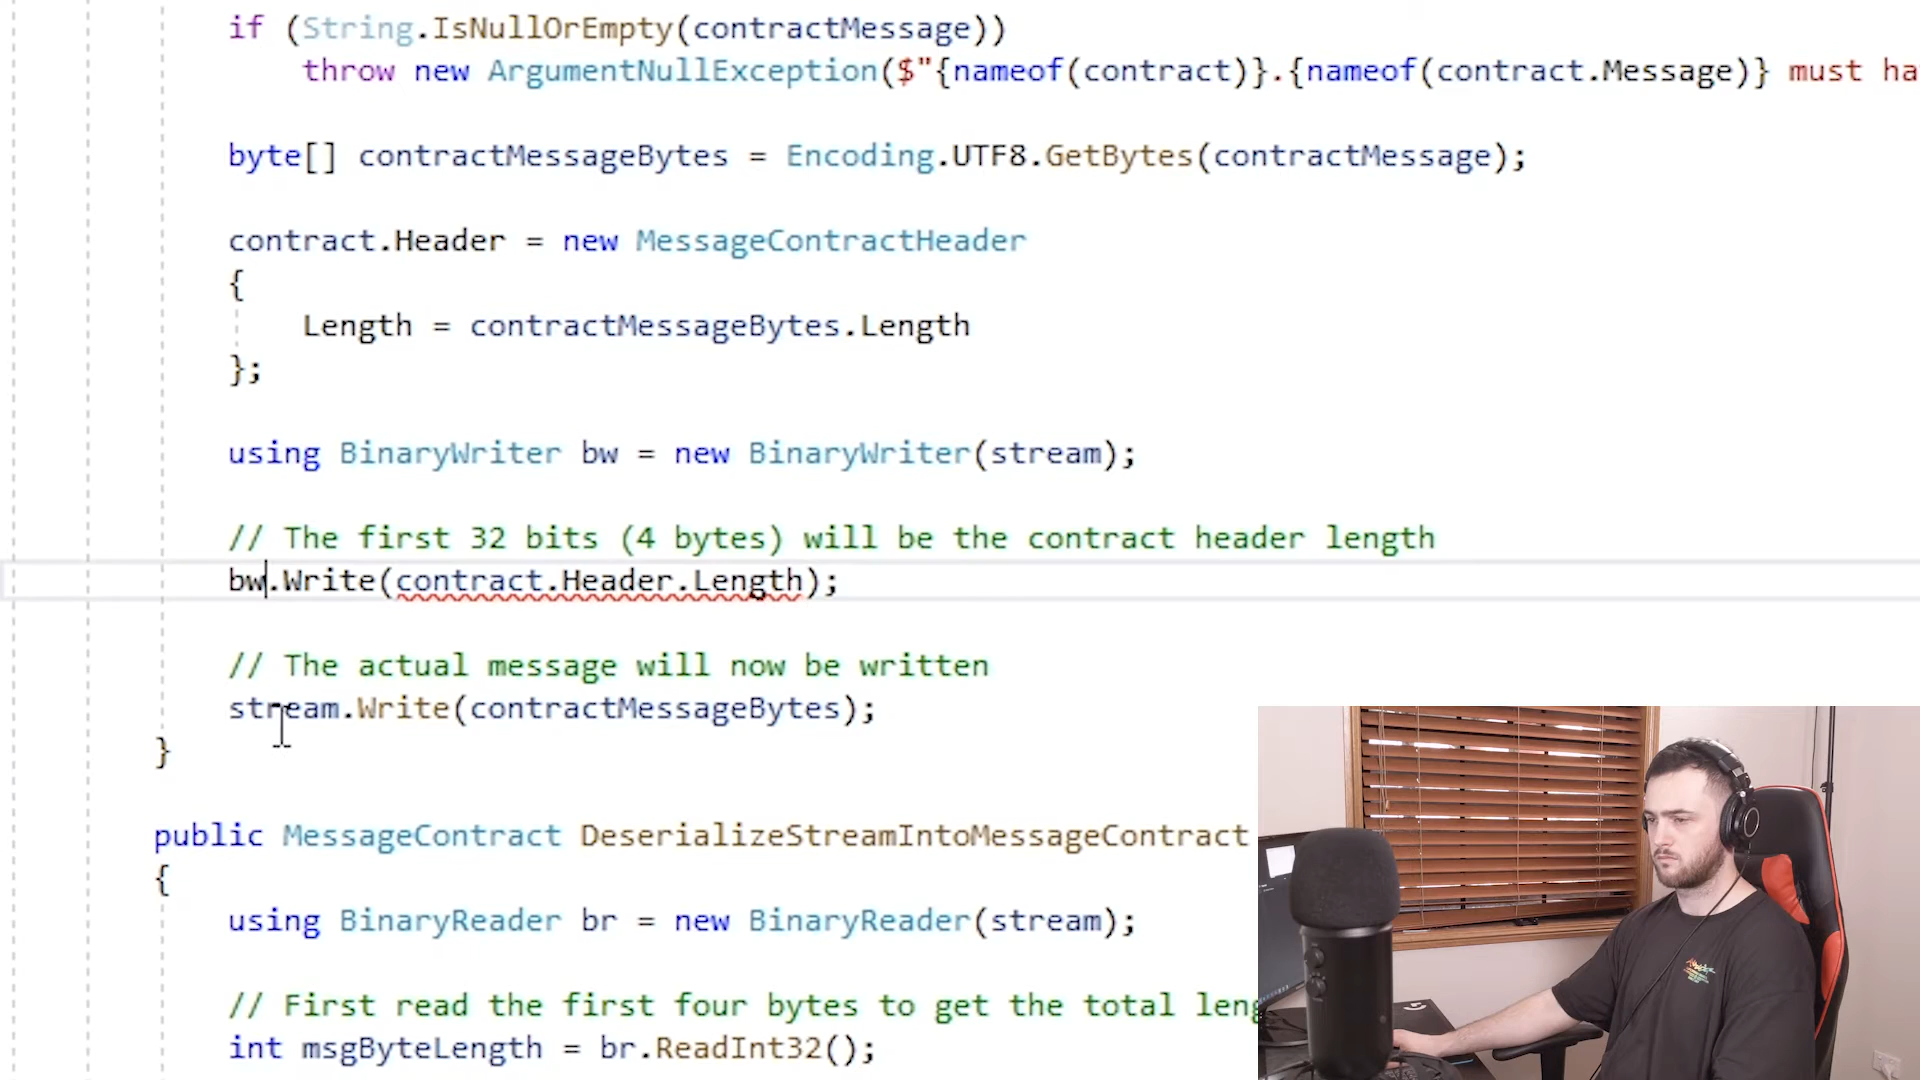 if (String.IsNullOrEmpty(contractMessage))
throw new ArgumentNullException($"{nameof(contract)}.{nameof(contract.Message)} must ha
byte[] contractMessageBytes = Encoding.UTF8.GetBytes(contractMessage);
contract.Header = new MessageContractHeader
{
Length = contractMessageBytes.Length
};
using BinaryWriter bw = new BinaryWriter(stream);
// The first 32 bits (4 bytes) will be the contract header length
bw.Write(contract.Header.Length);
// The actual message will now be written
stream.Write(contractMessageBytes);
}
public MessageContract DeserializeStreamIntoMessageContract
{
using BinaryReader br = new BinaryReader(stream);
// First read the first four bytes to get the total leng
int msgByteLength = br.ReadInt32();